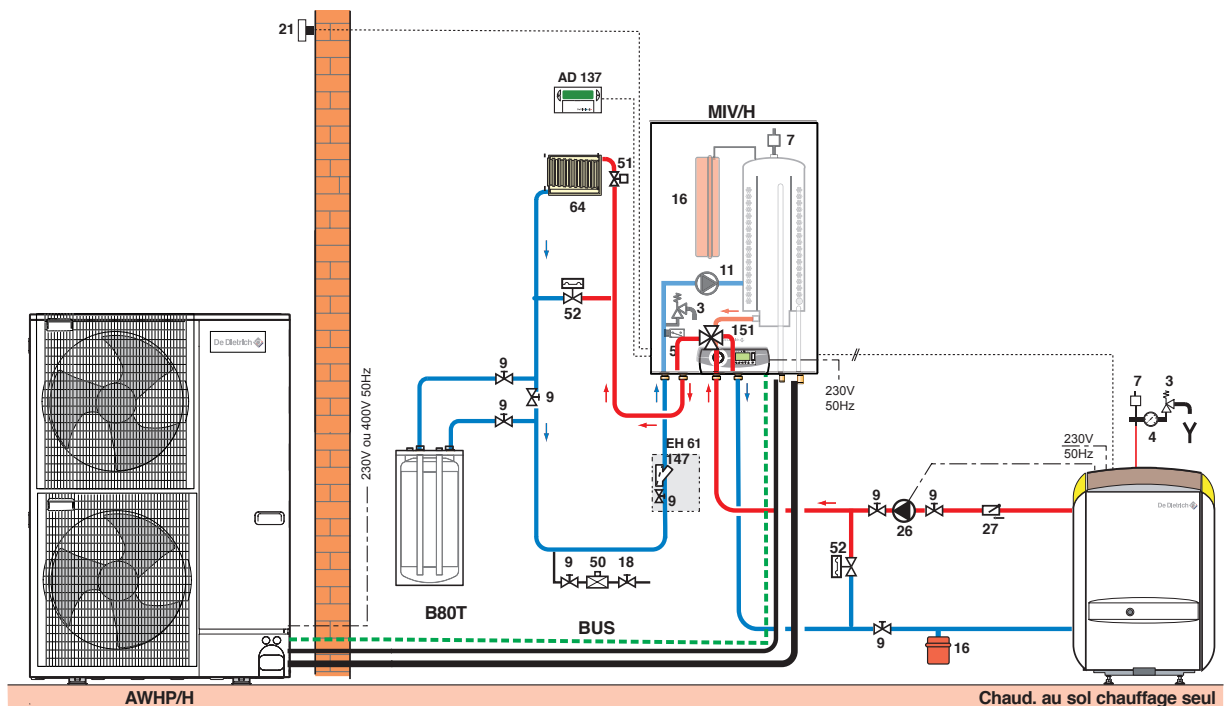 21
AD 137
MIV/H
7
51
16
64
11
3
52
151
5
230V
50Hz
9
9
9
EH 61
147
9
7
3
4
230V
50Hz
9
9
26
27
52
9
50
18
9
16
De Dietrich
De Dietrich
230V ou 400V 50Hz
B80T
BUS
AWHP/H
Chaud. au sol chauffage seul